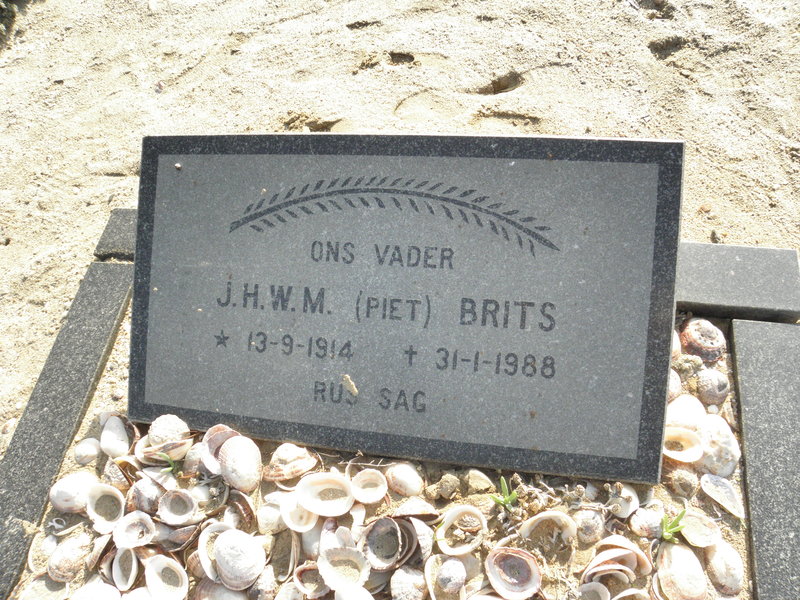 ONS VADER
J.H.W.M. (PIET) BRITS
* 13-9-1914 † 31-1-1988
RUS SAG